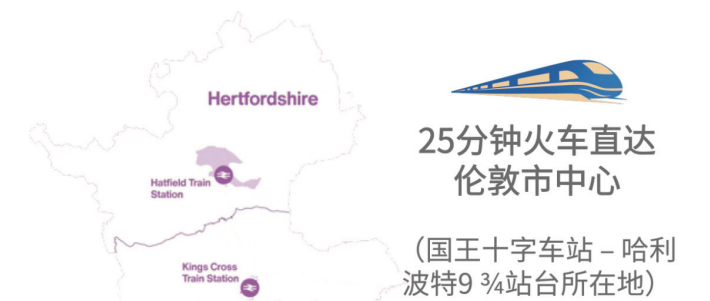 Hertfordshire
Hatfield Train
Station
Kings Cross
Train Station
25分钟火车直达
伦敦市中心
（国王十字车站 – 哈利
波特9 ¾站台所在地）